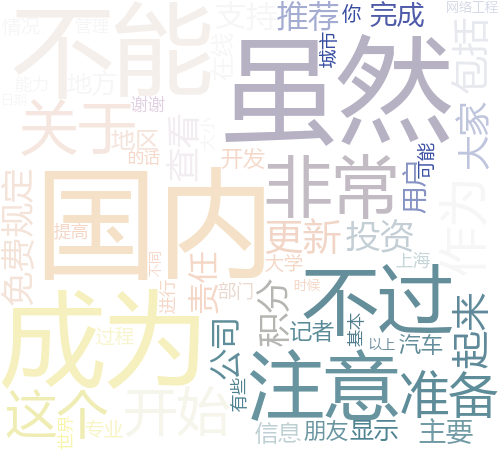 网络工程
情况
管理
不能
支持
推荐
你
完成
虽然
包括
在线
城市
能力
地方
日期
关于
谢谢
地区
的话
查看
大小
开发
大家
可能
用户
非常
作为
免费
规定
国内
提高
更新
投资
大学
不同
进行
责任
部门
时候
上海
不过
积分
成为
过程
公司
记者
基本
以上
汽车
起来
这个
世界
专业
开始
有些
注意
准备
信息
朋友
显示
主要